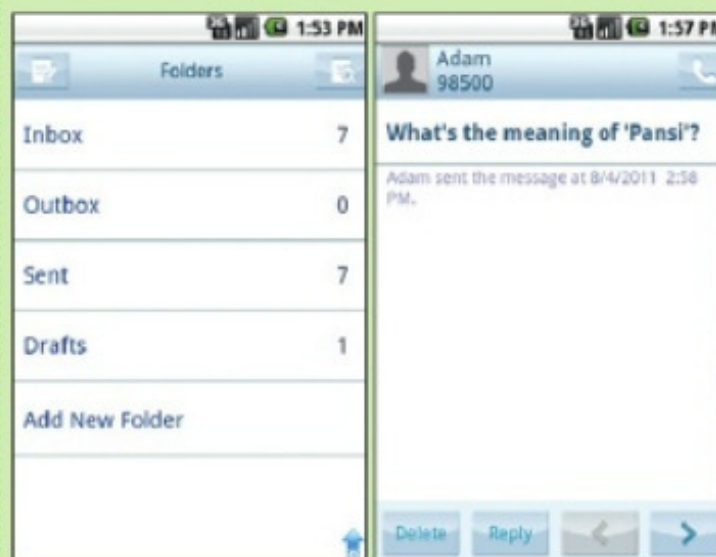 1:53 PM
Folders
Inbox 7
Outbox 0
Sent 7
Drafts 1
Add New Folder
1:57 PM
Adam
98500
What's the meaning of 'Pansi'?
Adam sent the message at 8/4/2011 2:58
PM.
Delete Reply